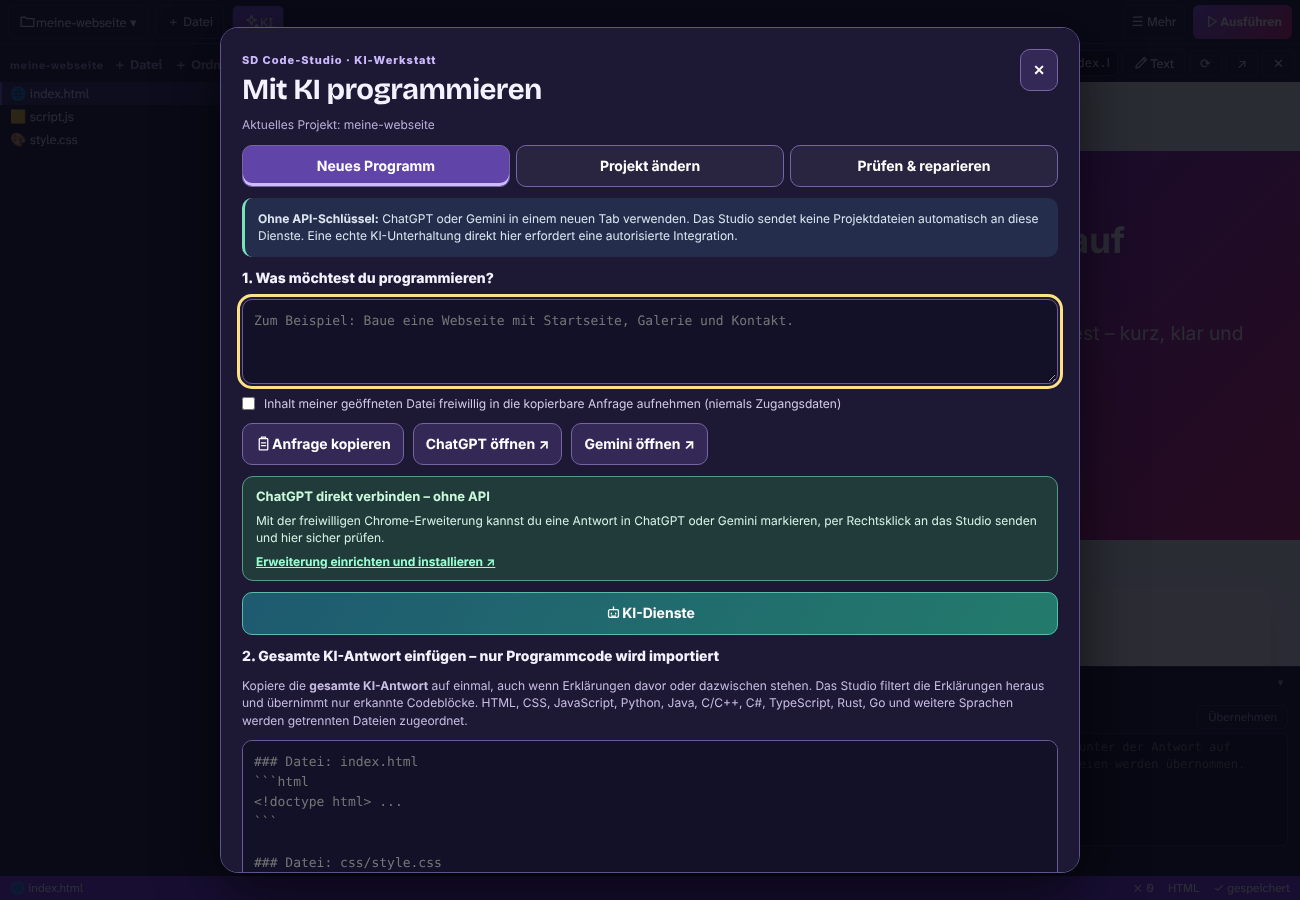 meine-webseite ▾
+ Datei
KI
☰ Mehr
Ausführen
meine-webseite + Datei + Ordn
Text
index.html
script.js
style.css
SD Code-Studio · KI-Werkstatt
Mit KI programmieren
×
Aktuelles Projekt: meine-webseite
Neues Programm
Projekt ändern
Prüfen & reparieren
Ohne API-Schlüssel: ChatGPT oder Gemini in einem neuen Tab verwenden. Das Studio sendet keine Projektdateien automatisch an diese
Dienste. Eine echte KI-Unterhaltung direkt hier erfordert eine autorisierte Integration.
1. Was möchtest du programmieren?
Zum Beispiel: Baue eine Webseite mit Startseite, Galerie und Kontakt.
Inhalt meiner geöffneten Datei freiwillig in die kopierbare Anfrage aufnehmen (niemals Zugangsdaten)
Anfrage kopieren
ChatGPT öffnen ↗
Gemini öffnen ↗
ChatGPT direkt verbinden – ohne API
Mit der freiwilligen Chrome-Erweiterung kannst du eine Antwort in ChatGPT oder Gemini markieren, per Rechtsklick an das Studio senden
und hier sicher prüfen.
Erweiterung einrichten und installieren ↗
KI-Dienste
2. Gesamte KI-Antwort einfügen – nur Programmcode wird importiert
Kopiere die gesamte KI-Antwort auf einmal, auch wenn Erklärungen davor oder dazwischen stehen. Das Studio filtert die Erklärungen heraus
und übernimmt nur erkannte Codeblöcke. HTML, CSS, JavaScript, Python, Java, C/C++, C#, TypeScript, Rust, Go und weitere Sprachen
werden getrennten Dateien zugeordnet.
### Datei: index.html
```html
<!doctype html> ...
```
### Datei: css/style.css
auf
est – kurz, klar und
Übernehmen
unter der Antwort auf
eien werden übernommen.
index.html
× 0
HTML
✓ gespeichert